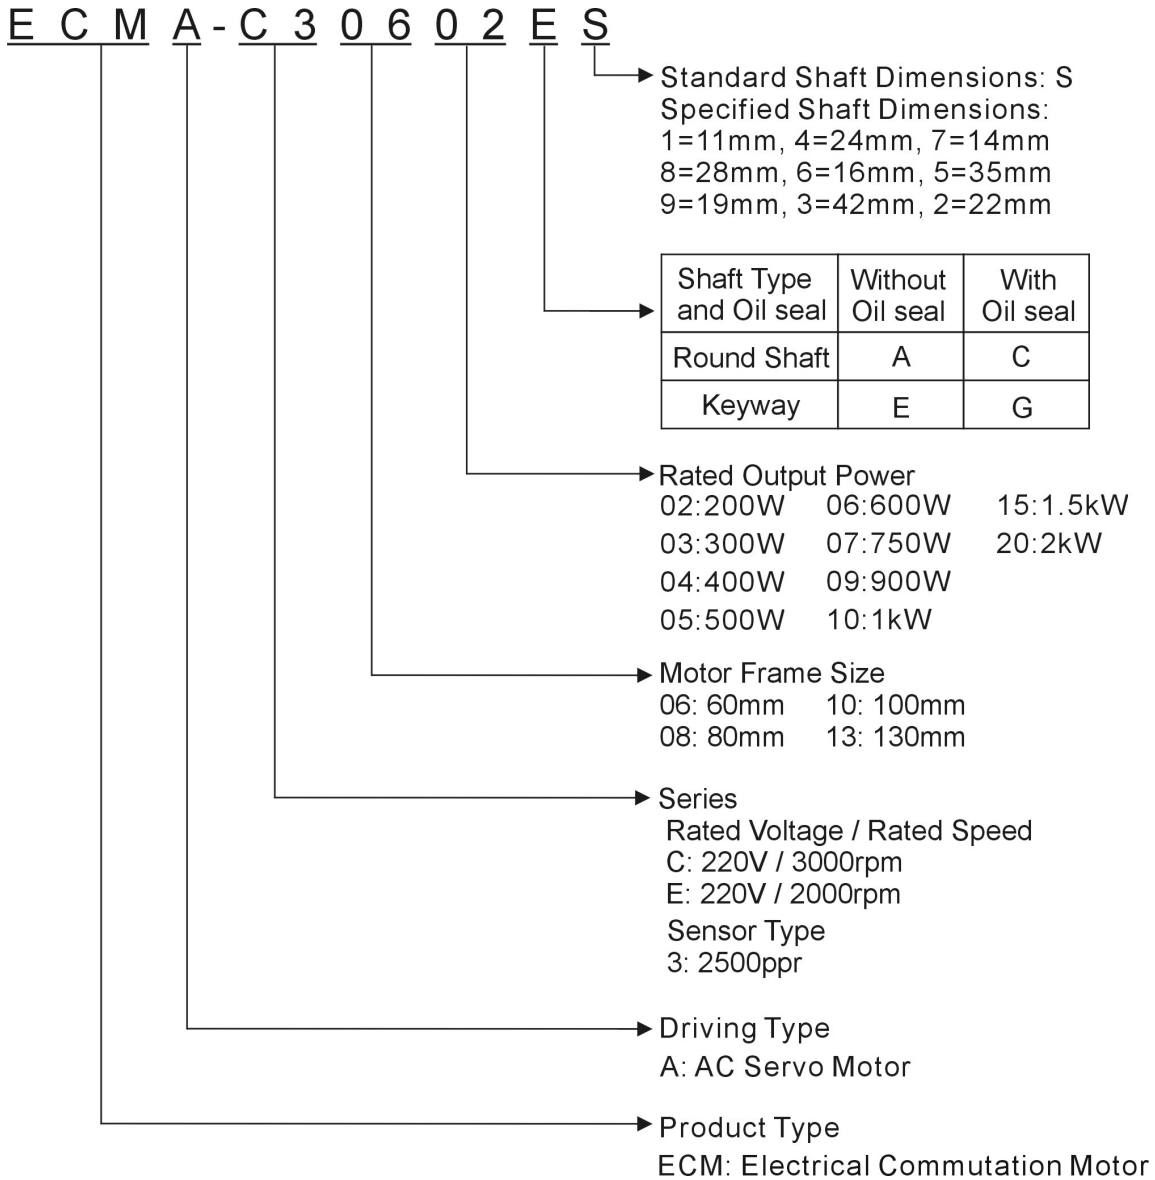 E C M A - C 3 0 6 0 2 E S
Standard Shaft Dimensions: S
Specified Shaft Dimensions:
1=11mm, 4=24mm, 7=14mm
8=28mm, 6=16mm, 5=35mm
9=19mm, 3=42mm, 2=22mm
Shaft Type and Oil seal Without Oil seal With Oil seal
Round Shaft A C
Keyway E G
Rated Output Power
02:200W 06:600W 15:1.5kW
03:300W 07:750W 20:2kW
04:400W 09:900W
05:500W 10:1kW
Motor Frame Size
06: 60mm 10: 100mm
08: 80mm 13: 130mm
Series
Rated Voltage / Rated Speed
C: 220V / 3000rpm
E: 220V / 2000rpm
Sensor Type
3: 2500ppr
Driving Type
A: AC Servo Motor
Product Type
ECM: Electrical Commutation Motor